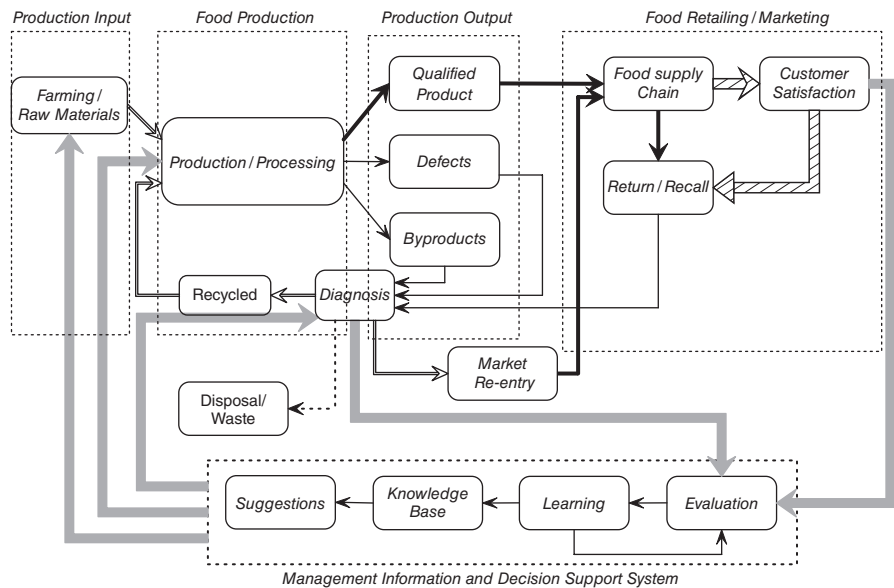 Production Input
Food Production
Production Output
Food Retailing / Marketing
Farming /
Raw Materials
Production / Processing
Qualified
Product
Defects
Byproducts
Food supply
Chain
Customer
Satisfaction
Return / Recall
Recycled
Diagnosis
Market
Re-entry
Disposal/
Waste
Suggestions
Knowledge
Base
Learning
Evaluation
Management Information and Decision Support System